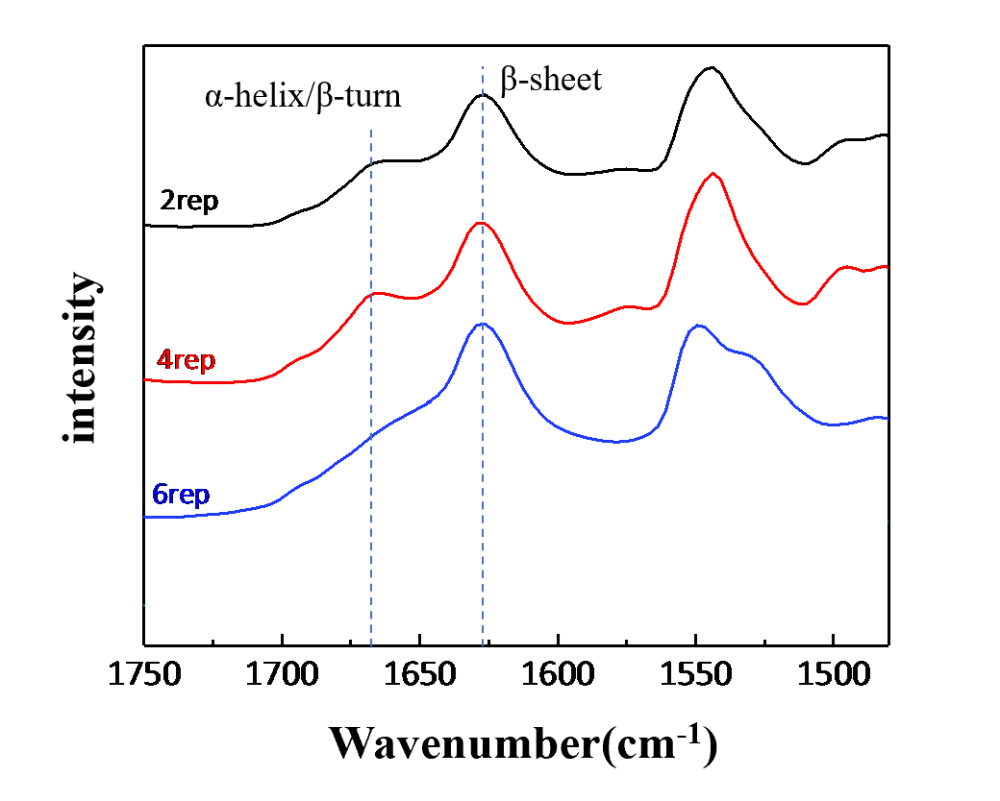 α-helix/β-turn
β-sheet
2rep
4rep
6rep
intensity
1750 1700 1650 1600 1550 1500
Wavenumber(cm-1)